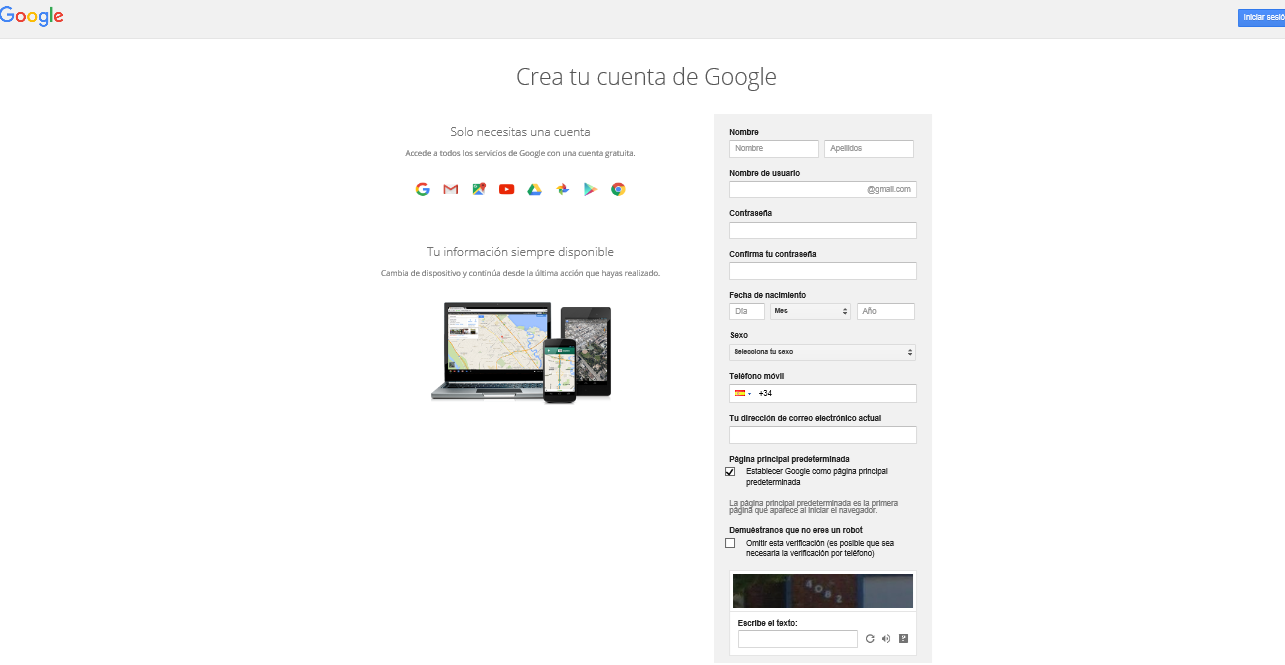 Google
Iniciar sesió
Crea tu cuenta de Google
Solo necesitas una cuenta
Accede a todos los servicios de Google con una cuenta gratuita.
Tu información siempre disponible
Cambia de dispositivo y continúa desde la última acción que hayas realizado.
Nombre
Nombre Apellidos
Nombre de usuario
@gmail.com
Contraseña
Confirma tu contraseña
Fecha de nacimiento
Día Mes Año
Sexo
Selecciona tu sexo
Teléfono móvil
+34
Tu dirección de correo electrónico actual
Página principal predeterminada
Establecer Google como página principal
predeterminada
La página principal predeterminada es la primera
página que aparece al iniciar el navegador.
Demuéstranos que no eres un robot
Omitir esta verificación (es posible que sea
necesaria la verificación por teléfono)
4082
Escribe el texto:
?